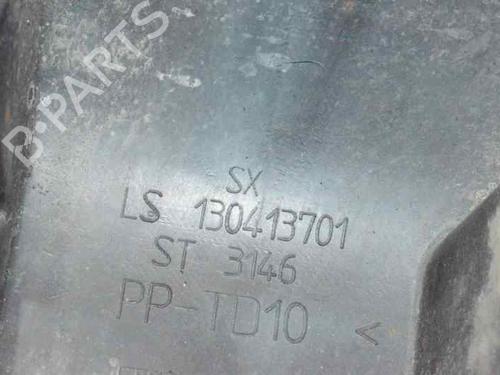 B-PARTS
SX
LS 130413701
ST 3146
PP-TD10 <